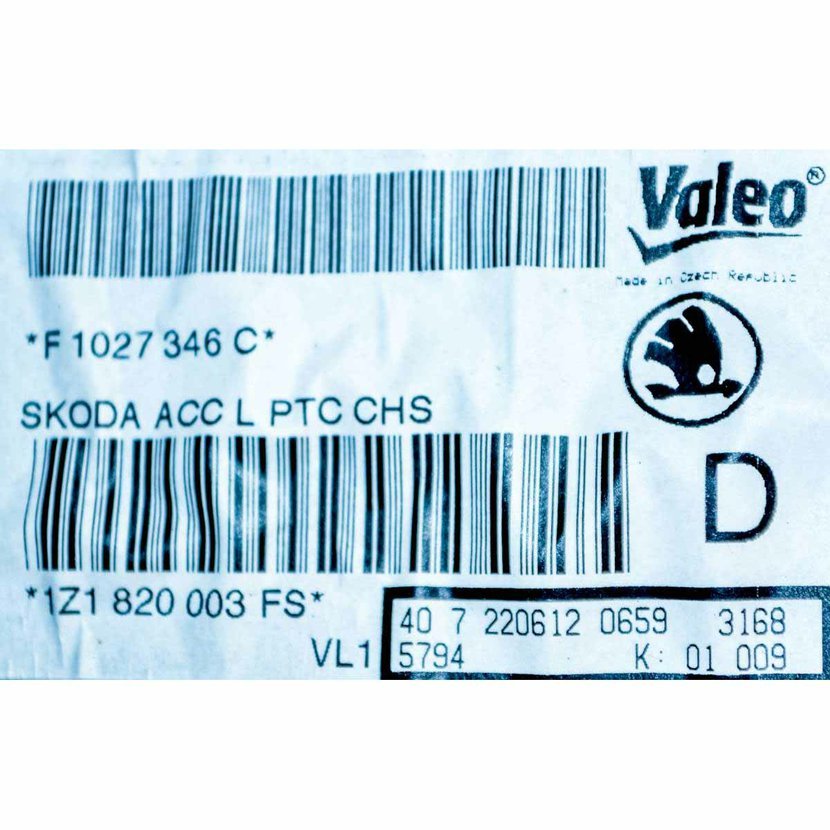 Valeo®
Made in Czech Republic
*F 1027 346 C*
SKODA ACC L PTC CHS
D
*1Z1 820 003 FS*
VL1
40 7 220612 0659 3168
5794 K: 01 009